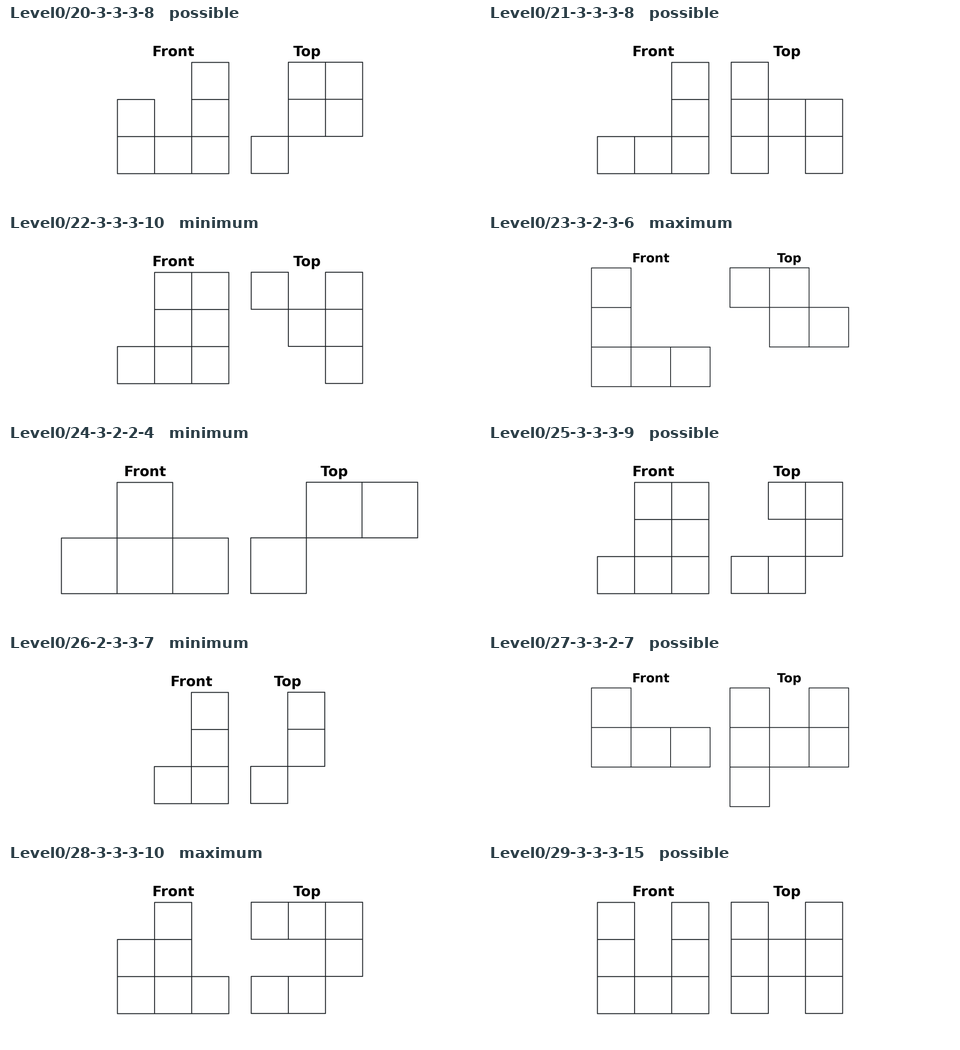 Level0/20-3-3-3-8 possible
Front Top
Level0/21-3-3-3-8 possible
Front Top
Level0/22-3-3-3-10 minimum
Front Top
Level0/23-3-2-3-6 maximum
Front Top
Level0/24-3-2-2-4 minimum
Front Top
Level0/25-3-3-3-9 possible
Front Top
Level0/26-2-3-3-7 minimum
Front Top
Level0/27-3-3-2-7 possible
Front Top
Level0/28-3-3-3-10 maximum
Front Top
Level0/29-3-3-3-15 possible
Front Top